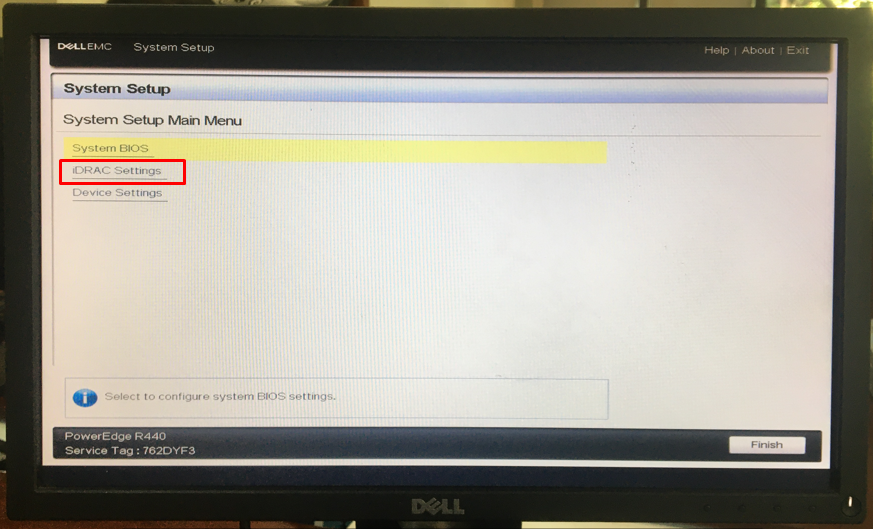 DELLEMC System Setup
Help | About | Exit
System Setup
System Setup Main Menu
System BIOS
iDRAC Settings
Device Settings
i Select to configure system BIOS settings.
PowerEdge R440
Service Tag : 762DYF3
Finish
DELL